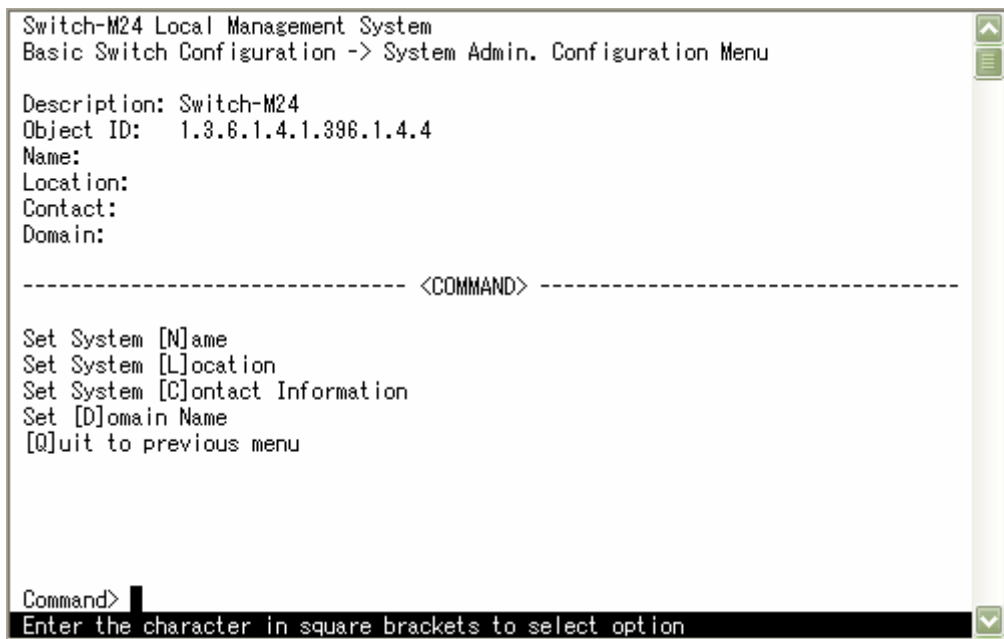 Switch-M24 Local Management System
Basic Switch Configuration -> System Admin. Configuration Menu
Description: Switch-M24
Object ID:   1.3.6.1.4.1.396.1.4.4
Name:
Location:
Contact:
Domain:
-------------------------------- <COMMAND> -----------------------------------
Set System [N]ame
Set System [L]ocation
Set System [C]ontact Information
Set [D]omain Name
[Q]uit to previous menu
Command>
Enter the character in square brackets to select option